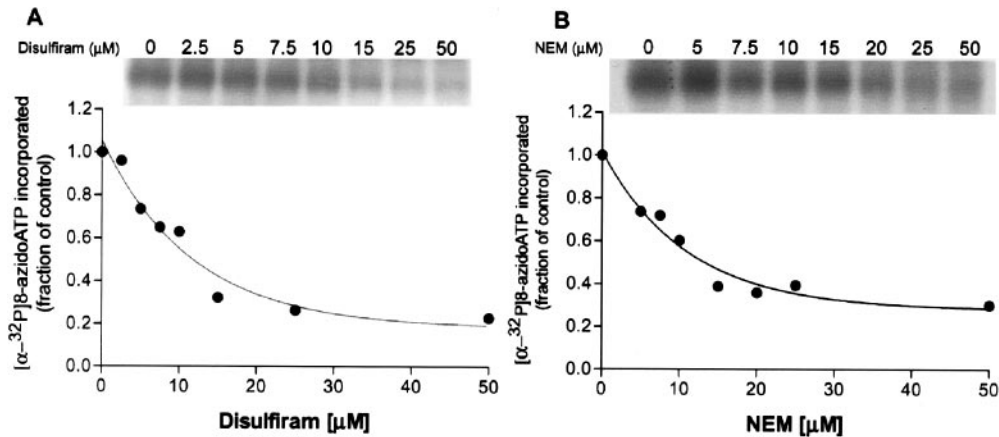 A
Disulfiram (μM) 0 2.5 5 7.5 10 15 25 50
[α–³²P]8-azidoATP incorporated
(fraction of control)
1.2
1.0
0.8
0.6
0.4
0.2
0.0
0 10 20 30 40 50
Disulfiram [μM]
B
NEM (μM) 0 5 7.5 10 15 20 25 50
[α–³²P]8-azidoATP incorporated
(fraction of control)
1.2
1.0
0.8
0.6
0.4
0.2
0.0
0 10 20 30 40 50
NEM [μM]